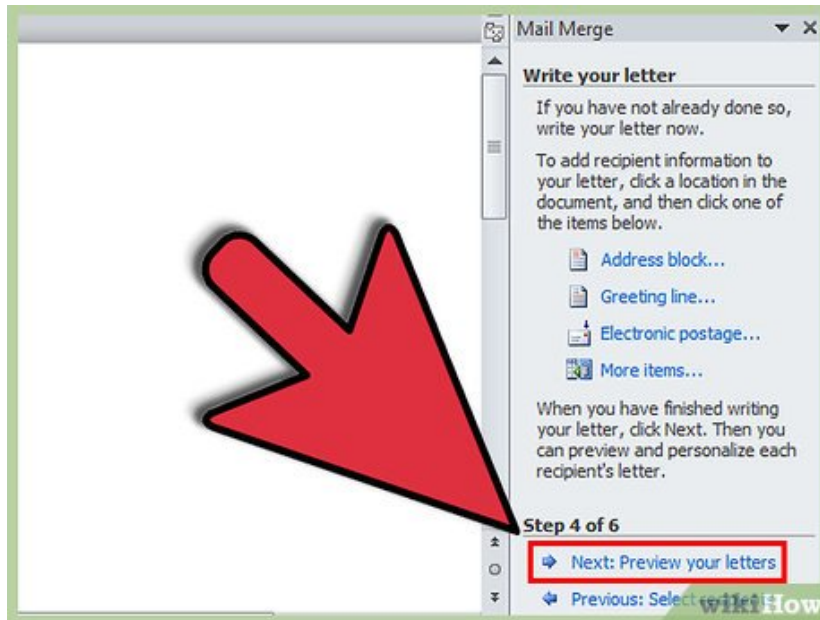 Mail Merge
Write your letter
If you have not already done so,
write your letter now.
To add recipient information to
your letter, click a location in the
document, and then click one of
the items below.
Address block...
Greeting line...
Electronic postage...
More items...
When you have finished writing
your letter, click Next. Then you
can preview and personalize each
recipient's letter.
Step 4 of 6
Next: Preview your letters
Previous: Select recipients
wikiHow